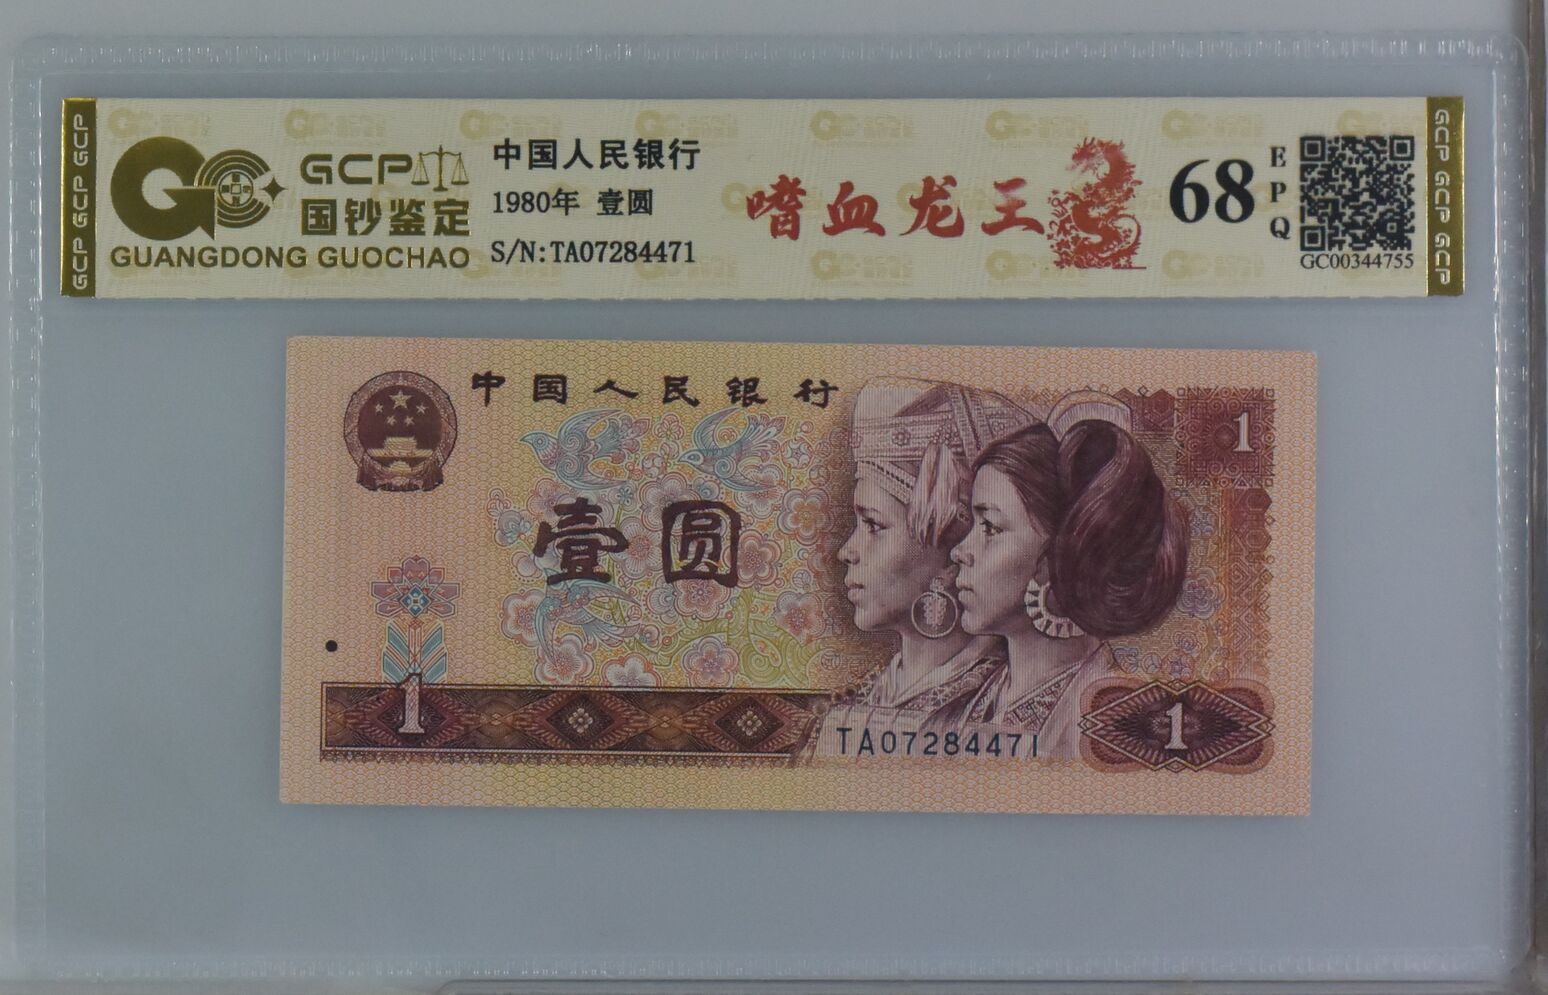 GCP GCP GCP
GCP
国钞鉴定
GUANGDONG GUOCHAO
中国人民银行
1980年 壹圆
S/N:TA07284471
嗜血龙王
68
EPQ
GC00344755
GCP GCP GCP
中国人民银行
1
壹圆
1
TA07284471
1